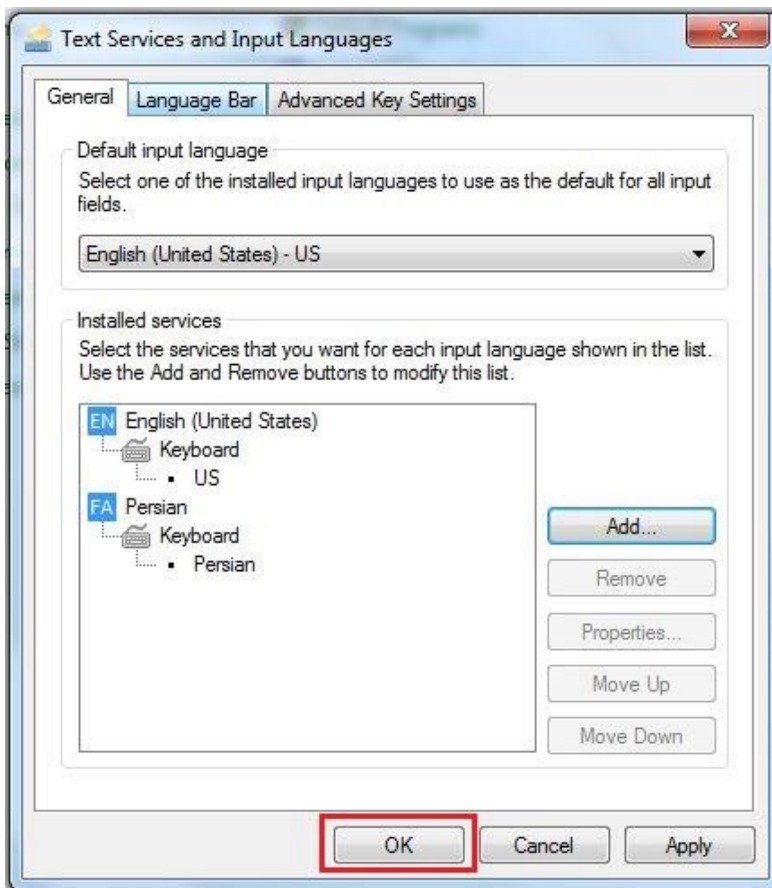 Text Services and Input Languages
General
Language Bar
Advanced Key Settings
Default input language
Select one of the installed input languages to use as the default for all input
fields.
English (United States) - US
Installed services
Select the services that you want for each input language shown in the list.
Use the Add and Remove buttons to modify this list.
EN English (United States)
Keyboard
US
FA Persian
Keyboard
Persian
Add...
Remove
Properties...
Move Up
Move Down
OK
Cancel
Apply